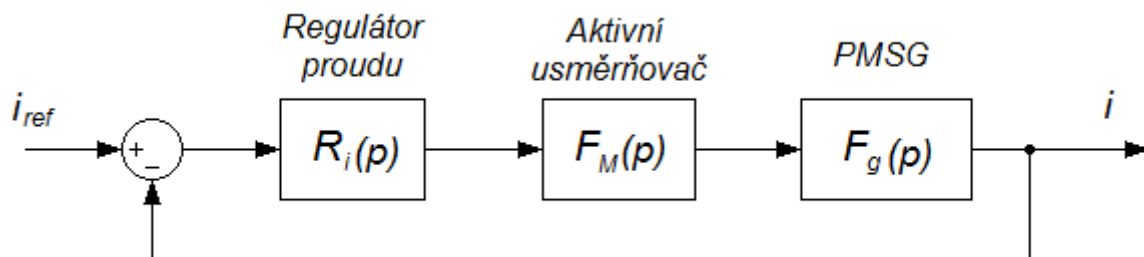 Regulátor
proudu
Aktivní
usměrňovač
PMSG
i_ref
+
−
R_i(p)
F_M(p)
F_g(p)
i